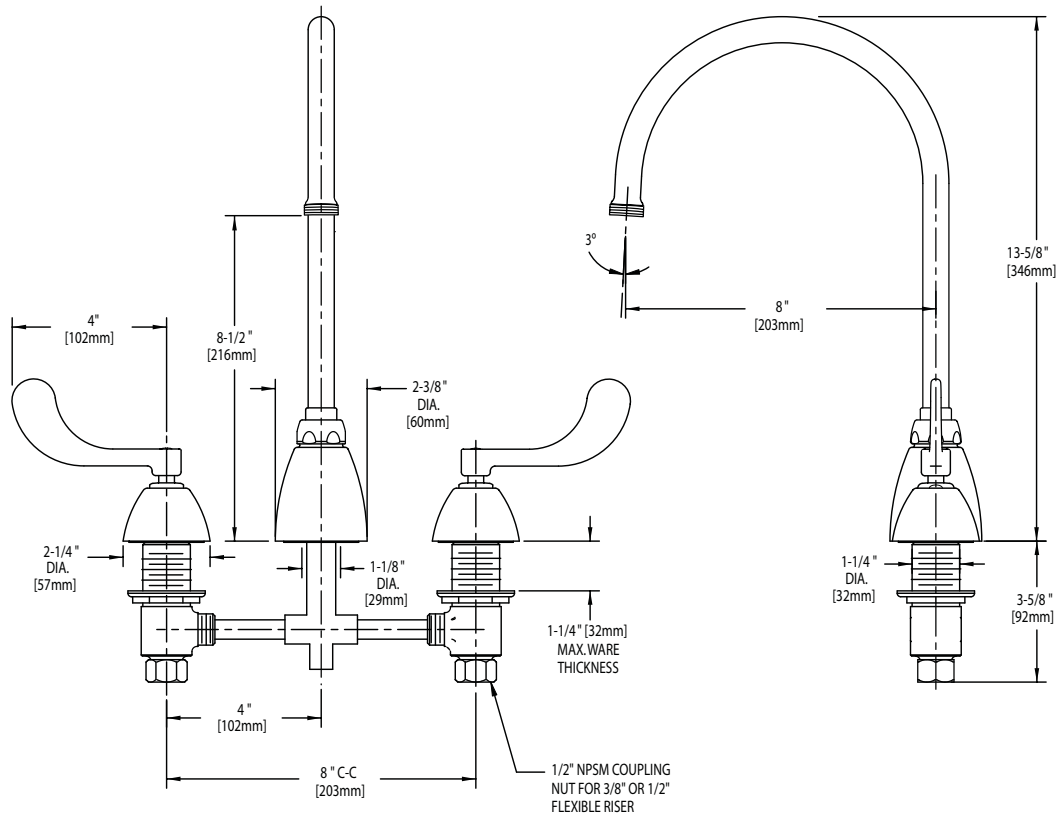 3°
13-5/8"
[346mm]
8"
[203mm]
4"
[102mm]
8-1/2"
[216mm]
2-3/8"
DIA.
[60mm]
2-1/4"
DIA.
[57mm]
1-1/8"
DIA.
[29mm]
1-1/4" [32mm]
MAX. WARE
THICKNESS
1-1/4"
DIA.
[32mm]
3-5/8"
[92mm]
4"
[102mm]
8" C-C
[203mm]
1/2" NPSM COUPLING
NUT FOR 3/8" OR 1/2"
FLEXIBLE RISER